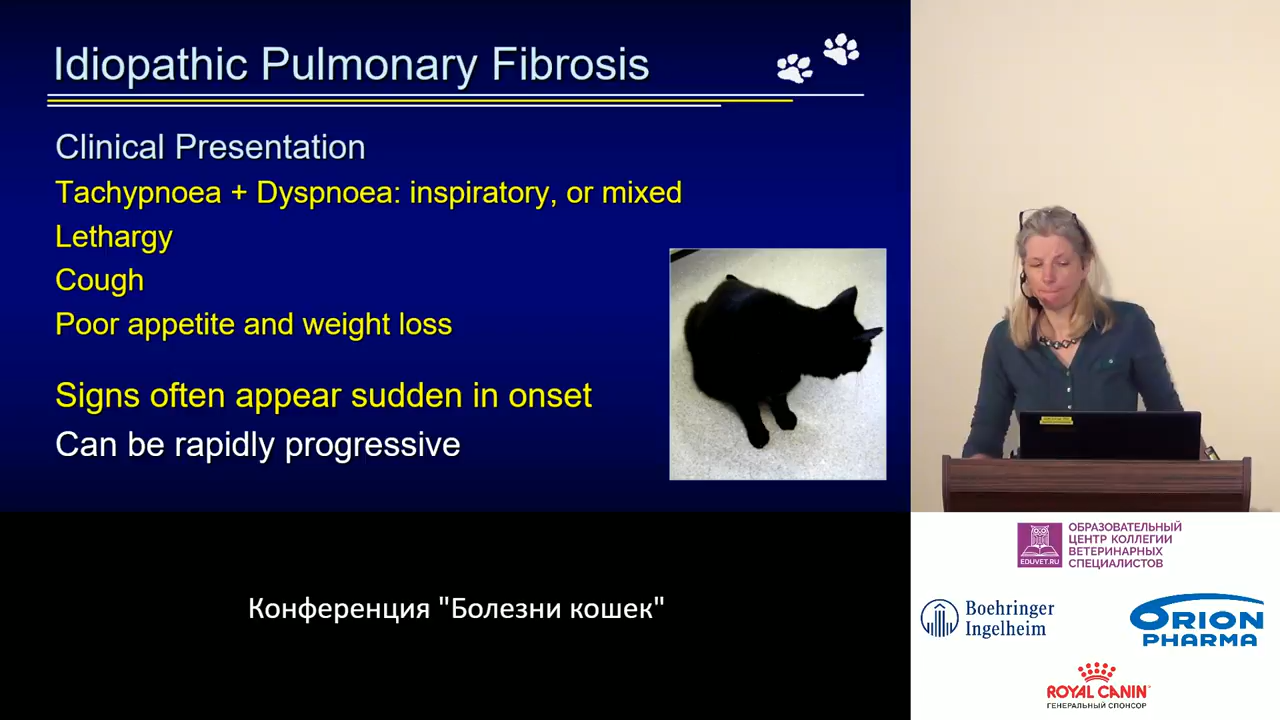 Idiopathic Pulmonary Fibrosis
Clinical Presentation
Tachypnoea + Dyspnoea: inspiratory, or mixed
Lethargy
Cough
Poor appetite and weight loss
Signs often appear sudden in onset
Can be rapidly progressive
Конференция "Болезни кошек"
EDUVET.RU
ОБРАЗОВАТЕЛЬНЫЙ
ЦЕНТР КОЛЛЕГИИ
ВЕТЕРИНАРНЫХ
СПЕЦИАЛИСТОВ
Boehringer
Ingelheim
ORION
PHARMA
ROYAL CANIN
ГЕНЕРАЛЬНЫЙ СПОНСОР